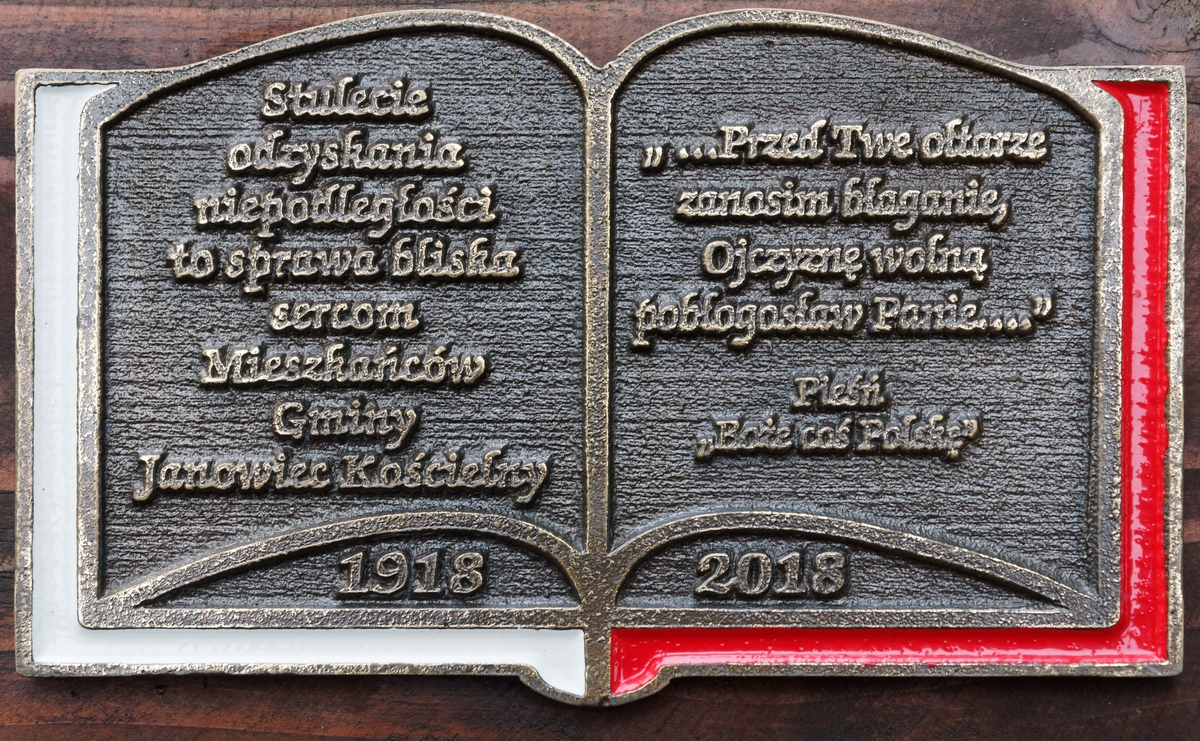 Stulecie
odzyskania
niepodległości
to sprawa bliska
sercom
Mieszkańców
Gminy
Janowiec Kościelny
1918
„ ...Przed Twe ołtarze
zanosim błaganie,
Ojczyznę wolną
pobłogosław Panie....”
Pieśń
„Boże coś Polskę”
2018